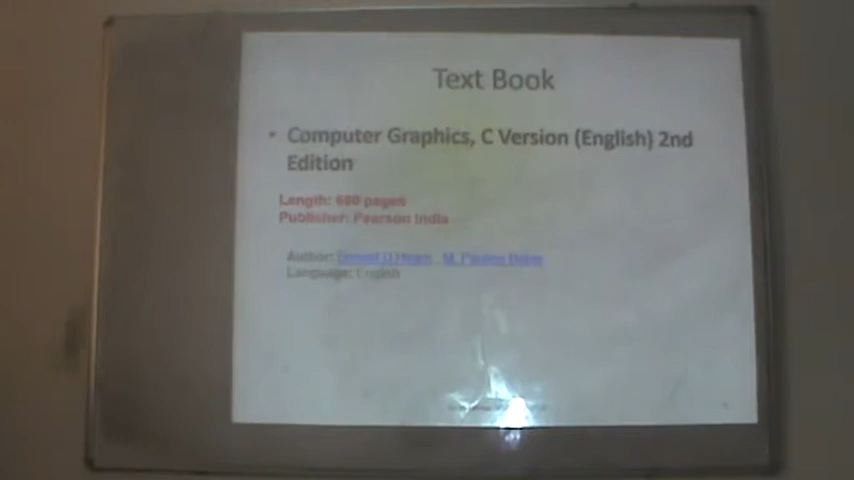 Text Book
• Computer Graphics, C Version (English) 2nd
Edition
Length: 680 pages
Publisher: Pearson India
Author: Donald D Hearn, M. Pauline Baker
Language: English